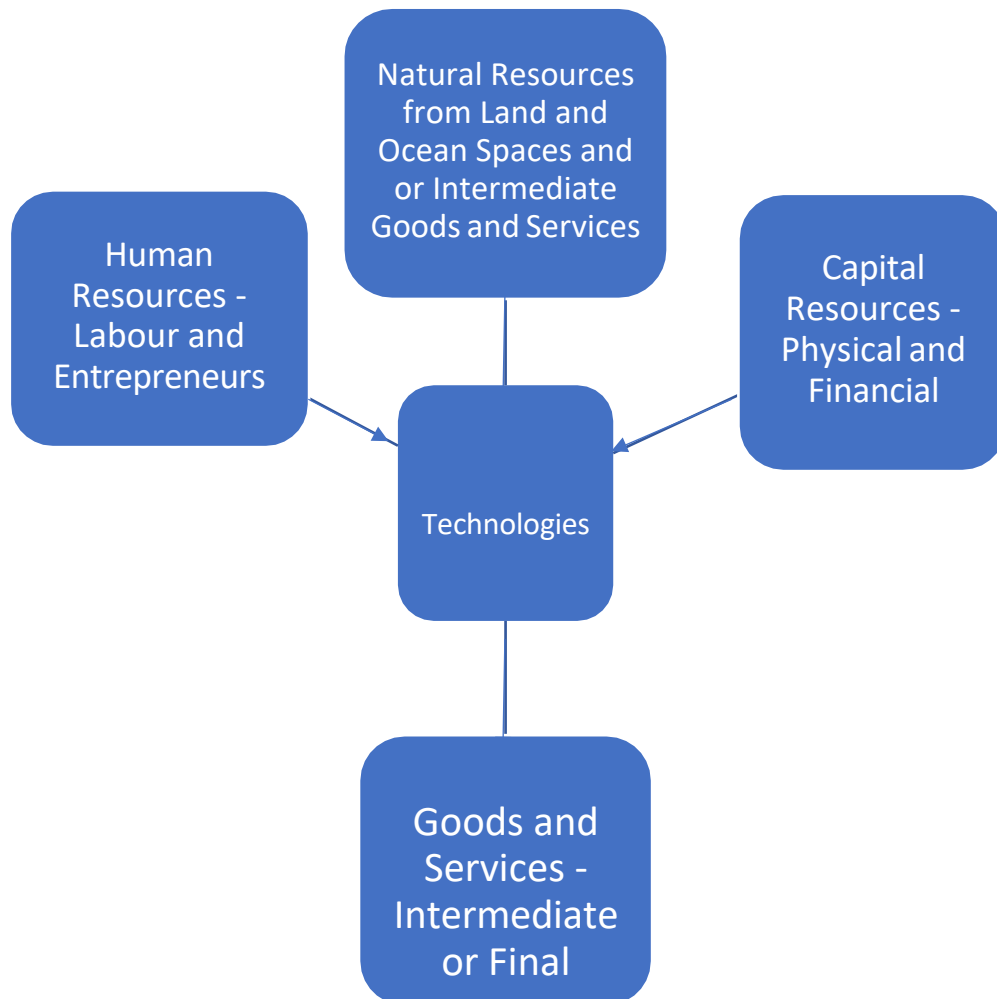 Natural Resources
from Land and
Ocean Spaces and
or Intermediate
Goods and Services
Human
Resources -
Labour and
Entrepreneurs
Capital
Resources -
Physical and
Financial
Technologies
Goods and
Services -
Intermediate
or Final